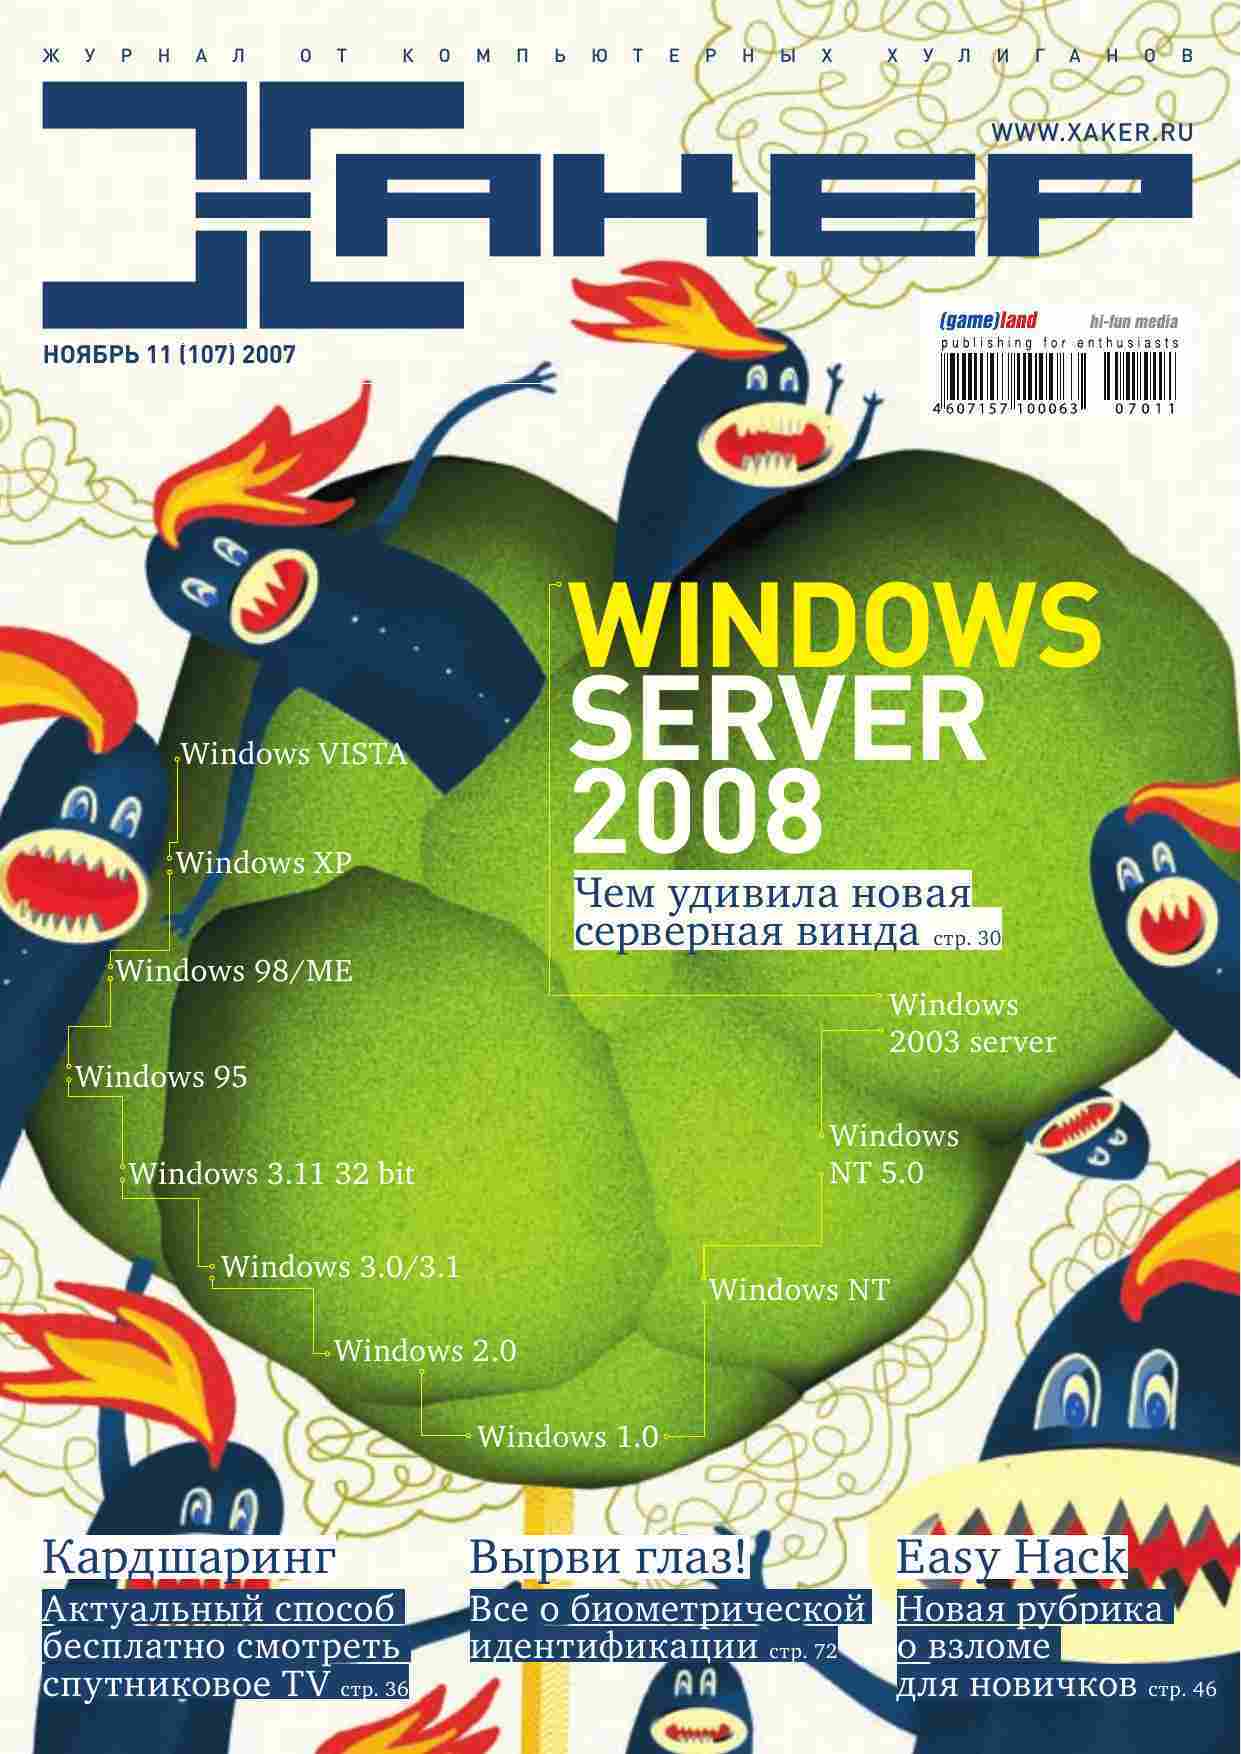 ЖУРНАЛ ОТ КОМПЬЮТЕРНЫХ ХУЛИГАНОВ
WWW.XAKER.RU
ХАКЕР
НОЯБРЬ 11 (107) 2007
(game)land hi-fun media
publishing for enthusiasts
4607157100063 07011
WINDOWS
SERVER
2008
Чем удивила новая
серверная винда стр. 30
Windows VISTA
Windows XP
Windows 98/ME
Windows 95
Windows 3.11 32 bit
Windows 3.0/3.1
Windows 2.0
Windows 1.0
Windows
2003 server
Windows
NT 5.0
Windows NT
Кардшаринг
Актуальный способ
бесплатно смотреть
спутниковое TV стр. 36
Вырви глаз!
Все о биометрической
идентификации стр. 72
Easy Hack
Новая рубрика
о взломе
для новичков стр. 46